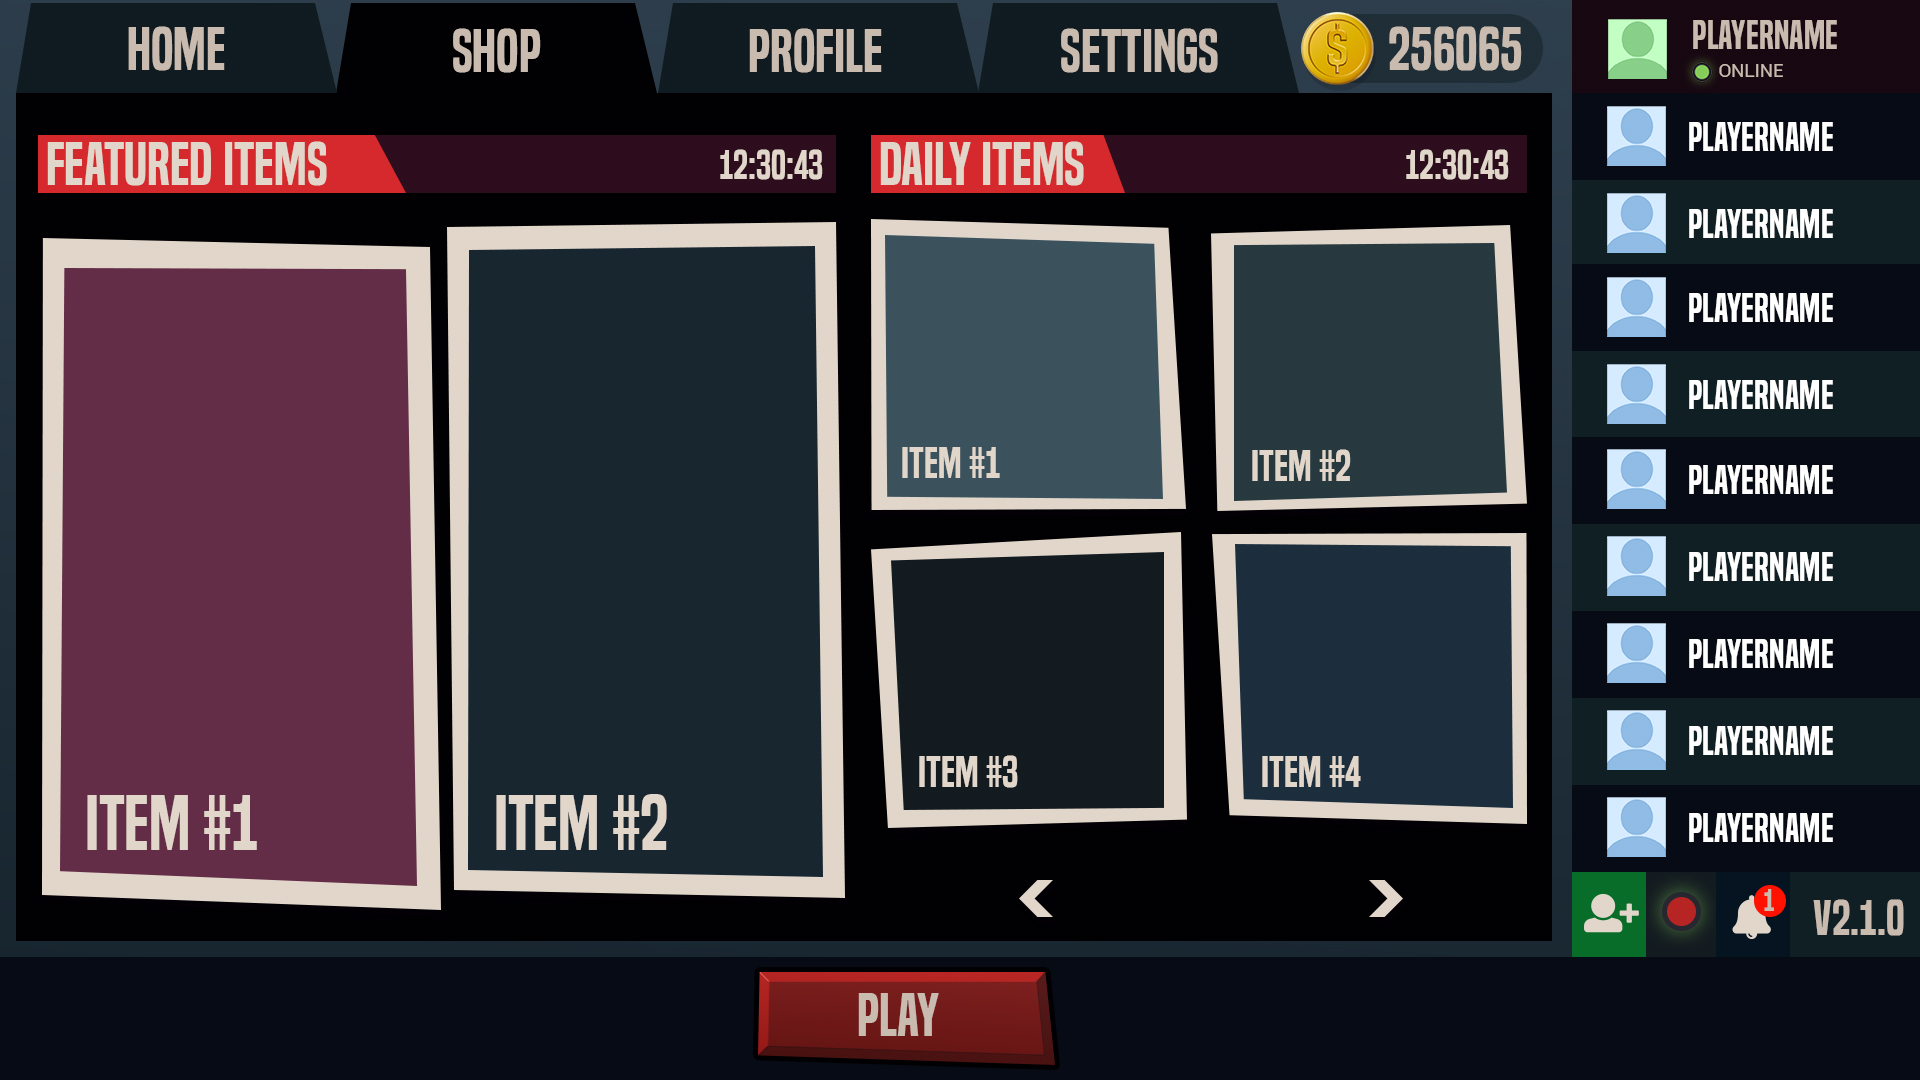 HOME
SHOP
PROFILE
SETTINGS
$
256065
PLAYERNAME
ONLINE
FEATURED ITEMS
12:30:43
DAILY ITEMS
12:30:43
ITEM #1
ITEM #2
ITEM #1
ITEM #2
ITEM #3
ITEM #4
PLAYERNAME
PLAYERNAME
PLAYERNAME
PLAYERNAME
PLAYERNAME
PLAYERNAME
PLAYERNAME
PLAYERNAME
PLAYERNAME
1
V2.1.0
PLAY